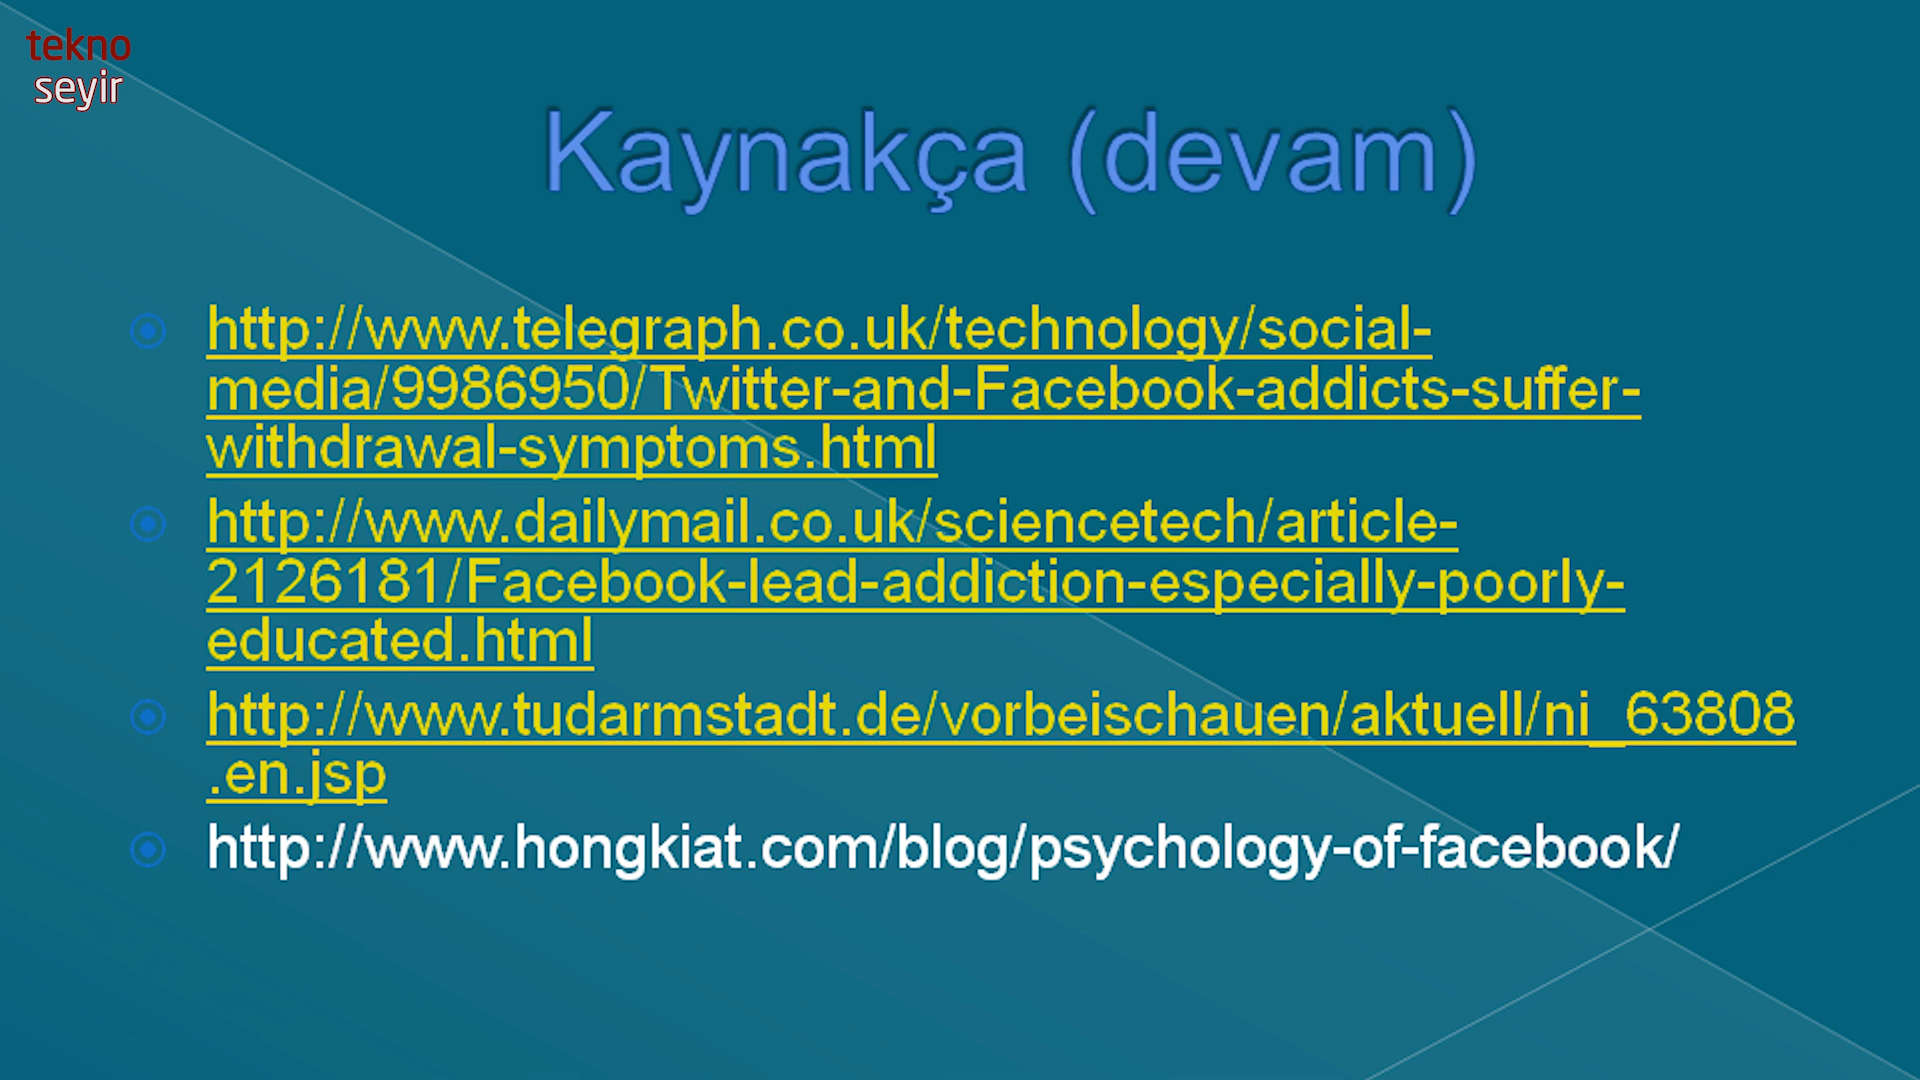 tekno
seyir
Kaynakça (devam)
http://www.telegraph.co.uk/technology/social-
media/9986950/Twitter-and-Facebook-addicts-suffer-
withdrawal-symptoms.html
http://www.dailymail.co.uk/sciencetech/article-
2126181/Facebook-lead-addiction-especially-poorly-
educated.html
http://www.tudarmstadt.de/vorbeischauen/aktuell/ni_63808
.en.jsp
http://www.hongkiat.com/blog/psychology-of-facebook/